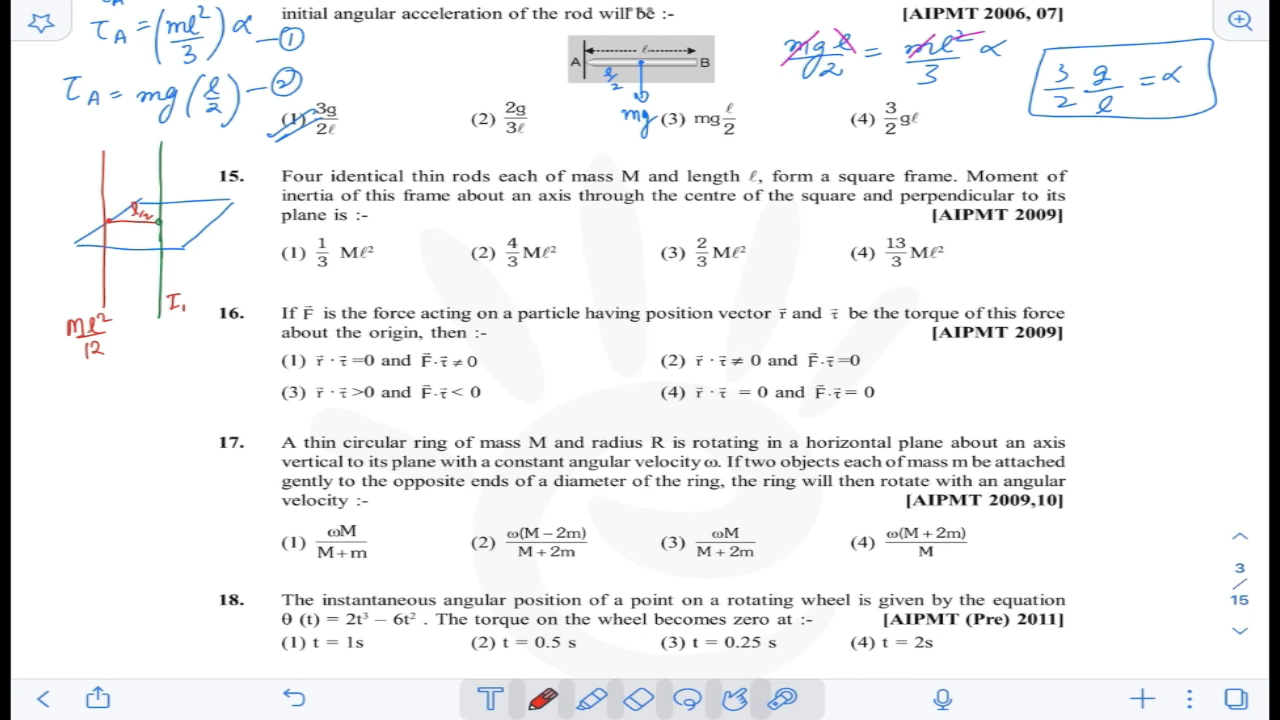 τA = (mℓ²/3) α —①
τA = mg (ℓ/2) —②
initial angular acceleration of the rod will be :- [AIPMT 2006, 07]
A ℓ B
ℓ/2
mg
mgℓ/2 = mℓ²/3 α
3/2 g/ℓ = α
(1) 3g/2ℓ (2) 2g/3ℓ (3) mg ℓ/2 (4) 3/2 gℓ
15. Four identical thin rods each of mass M and length ℓ, form a square frame. Moment of
inertia of this frame about an axis through the centre of the square and perpendicular to its
plane is :- [AIPMT 2009]
(1) 1/3 Mℓ² (2) 4/3 Mℓ² (3) 2/3 Mℓ² (4) 13/3 Mℓ²
ℓ/2
I₁
Mℓ²/12
16. If F⃗ is the force acting on a particle having position vector r⃗ and τ⃗ be the torque of this force
about the origin, then :- [AIPMT 2009]
(1) r⃗ · τ⃗ =0 and F⃗.τ⃗ ≠ 0 (2) r⃗ · τ⃗ ≠ 0 and F⃗.τ⃗ =0
(3) r⃗ · τ⃗ >0 and F⃗.τ⃗ < 0 (4) r⃗ · τ⃗ = 0 and F⃗.τ⃗ = 0
17. A thin circular ring of mass M and radius R is rotating in a horizontal plane about an axis
vertical to its plane with a constant angular velocity ω. If two objects each of mass m be attached
gently to the opposite ends of a diameter of the ring, the ring will then rotate with an angular
velocity :- [AIPMT 2009,10]
(1) ωM/M+m (2) ω(M – 2m)/M + 2m (3) ωM/M + 2m (4) ω(M + 2m)/M
18. The instantaneous angular position of a point on a rotating wheel is given by the equation
θ (t) = 2t³ – 6t² . The torque on the wheel becomes zero at :- [AIPMT (Pre) 2011]
(1) t = 1s (2) t = 0.5 s (3) t = 0.25 s (4) t = 2s
3
/
15
T